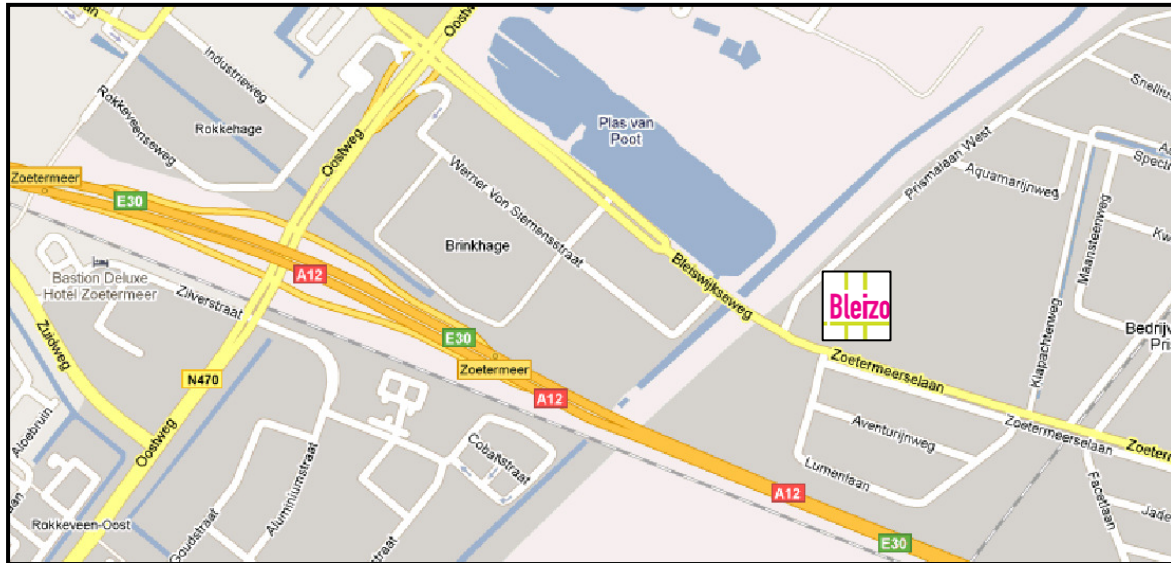 Oostweg
Industrieweg
Rokkehage
Rokkeveenseweg
Oostweg
Zoetermeer
E30
Plas van
Poot
Prismalaan West
Aquamarijnweg
Maansteenweg
Werner Von Siemensstraat
Brinkhage
Bleiswijkseweg
Bastion Deluxe
Hotel Zoetermeer
A12
Zilverstraat
Bleizo
Klapachterweg
Zuidweg
E30
Zoetermeer
Zoetermeerselaan
N470
A12
Zoetermeerselaan
Aventurijnweg
Lumenlaan
Aloebruin
Oostweg
Cobaltstraat
Aluminiumstraat
A12
Facetlaan
Rokkeveen-Oost
Goudstraat
E30